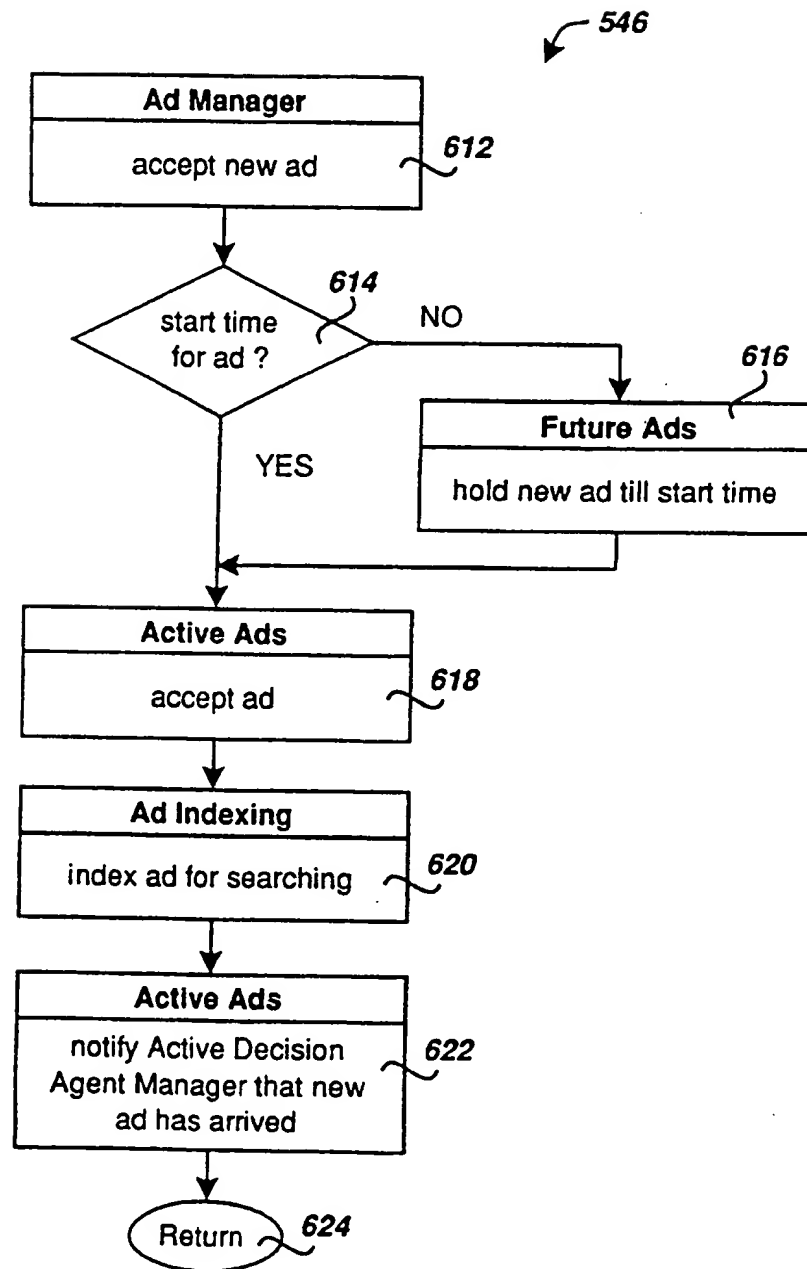 546
Ad Manager
accept new ad
612
start time
for ad ?
614
NO
YES
616
Future Ads
hold new ad till start time
Active Ads
accept ad
618
Ad Indexing
index ad for searching
620
Active Ads
notify Active Decision
Agent Manager that new
ad has arrived
622
Return
624